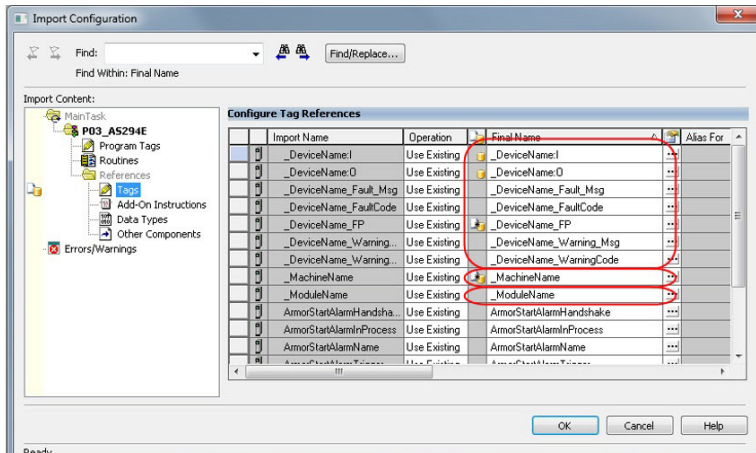 Import Configuration
Find:
Find/Replace...
Find Within: Final Name
Import Content:
MainTask
P03_AS294E
Program Tags
Routines
References
Tags
Add-On Instructions
Data Types
Other Components
Errors/Warnings
Configure Tag References
Import Name Operation Final Name Alias For
_DeviceName:I Use Existing _DeviceName:I ...
_DeviceName:O Use Existing _DeviceName:O ...
_DeviceName_Fault_Msg Use Existing _DeviceName_Fault_Msg ...
_DeviceName_FaultCode Use Existing _DeviceName_FaultCode ...
_DeviceName_FP Use Existing _DeviceName_FP ...
_DeviceName_Warning... Use Existing _DeviceName_Warning_Msg ...
_DeviceName_Warning... Use Existing _DeviceName_WarningCode ...
_MachineName Use Existing _MachineName ...
_ModuleName Use Existing _ModuleName ...
ArmorStartAlarmHandsha... Use Existing ArmorStartAlarmHandshake ...
ArmorStartAlarmInProcess Use Existing ArmorStartAlarmInProcess ...
ArmorStartAlarmName Use Existing ArmorStartAlarmName ...
ArmorStartAlarmTrigger Use Existing ArmorStartAlarmTrigger ...
OK Cancel Help
Ready